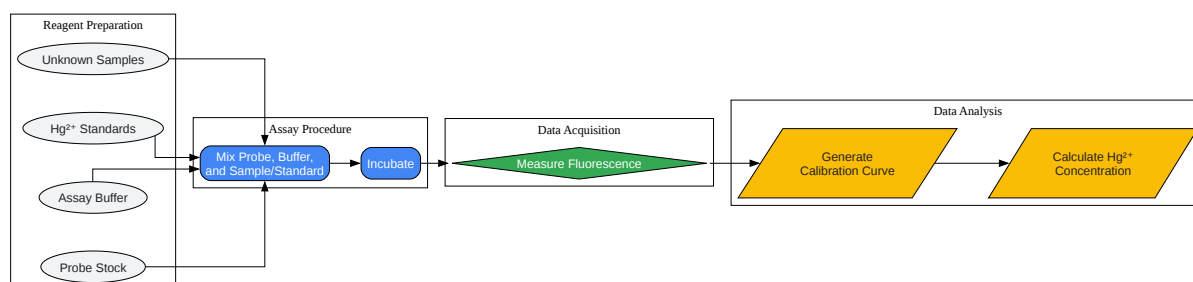 Reagent Preparation
Unknown Samples
Hg²⁺ Standards
Assay Buffer
Probe Stock
Assay Procedure
Mix Probe, Buffer,
and Sample/Standard
Incubate
Data Acquisition
Measure Fluorescence
Data Analysis
Generate
Calibration Curve
Calculate Hg²⁺
Concentration